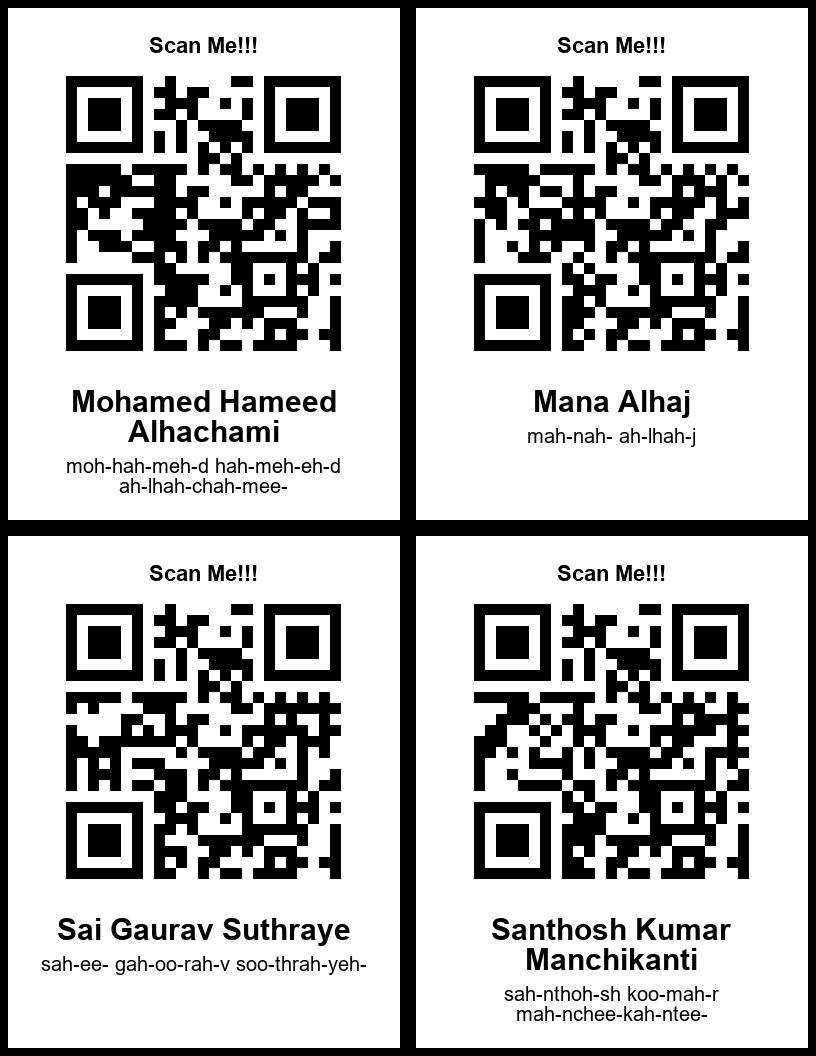 Scan Me!!!
Mohamed Hameed
Alhachami
moh-hah-meh-d hah-meh-eh-d
ah-lhah-chah-mee-
Scan Me!!!
Mana Alhaj
mah-nah- ah-lhah-j
Scan Me!!!
Sai Gaurav Suthraye
sah-ee- gah-oo-rah-v soo-thrah-yeh-
Scan Me!!!
Santhosh Kumar
Manchikanti
sah-nthoh-sh koo-mah-r
mah-nchee-kah-ntee-